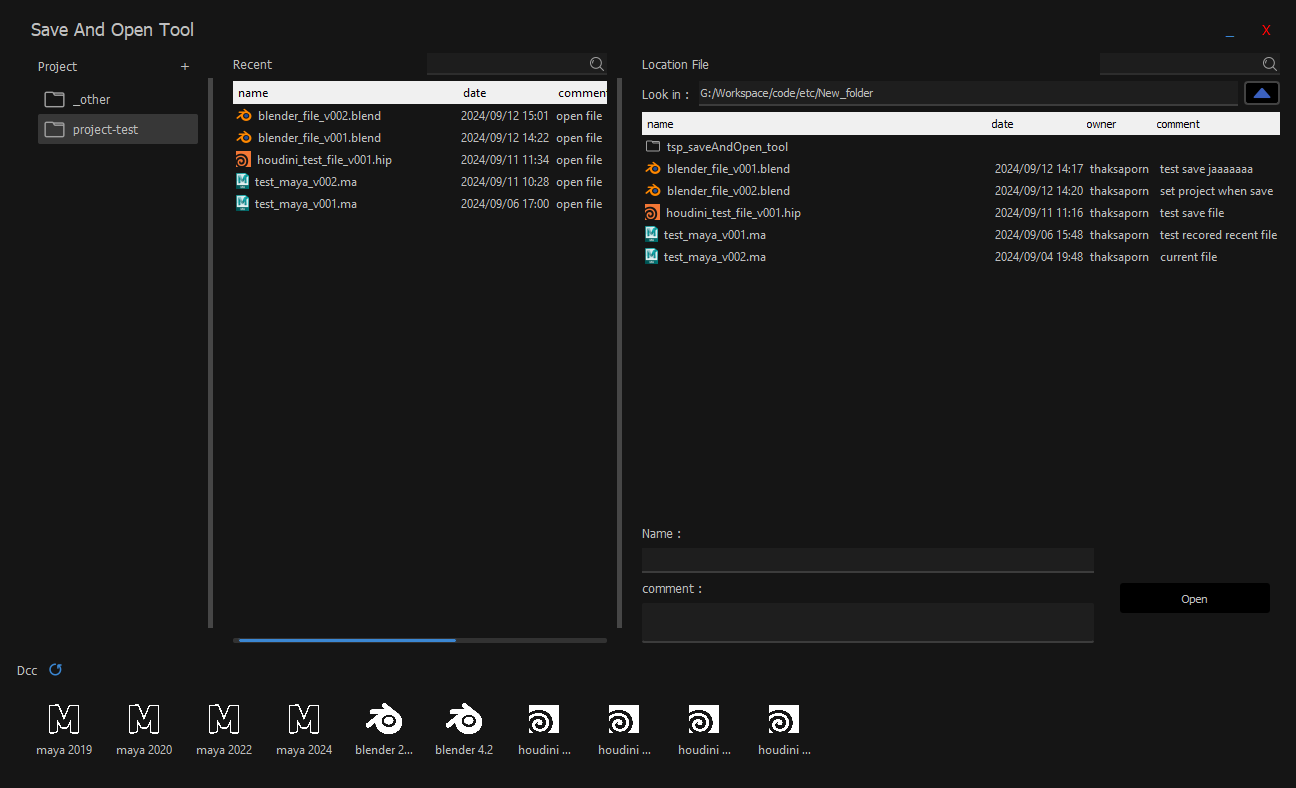 Save And Open Tool
_ X
Project +
_other
project-test
Recent
name date commen
blender_file_v002.blend 2024/09/12 15:01 open file
blender_file_v001.blend 2024/09/12 14:22 open file
houdini_test_file_v001.hip 2024/09/11 11:34 open file
test_maya_v002.ma 2024/09/11 10:28 open file
test_maya_v001.ma 2024/09/06 17:00 open file
Location File
Look in : G:/Workspace/code/etc/New_folder
name date owner comment
tsp_saveAndOpen_tool
blender_file_v001.blend 2024/09/12 14:17 thaksaporn test save jaaaaaaa
blender_file_v002.blend 2024/09/12 14:20 thaksaporn set project when save
houdini_test_file_v001.hip 2024/09/11 11:16 thaksaporn test save file
test_maya_v001.ma 2024/09/06 15:48 thaksaporn test recored recent file
test_maya_v002.ma 2024/09/04 19:48 thaksaporn current file
Name :
comment :
Open
Dcc
maya 2019 maya 2020 maya 2022 maya 2024 blender 2... blender 4.2 houdini ... houdini ... houdini ... houdini ...